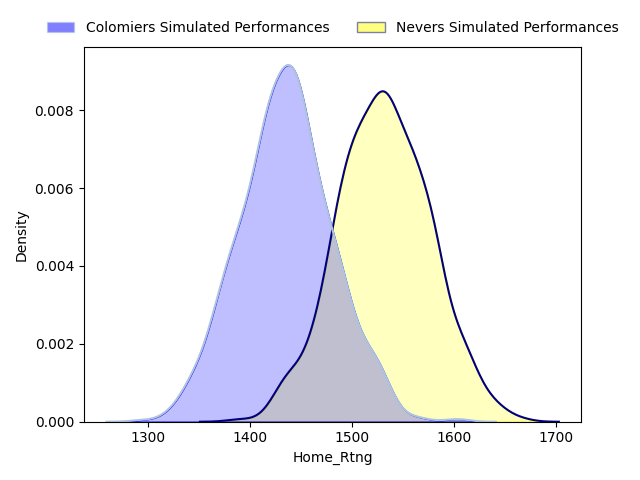 Colomiers Simulated Performances
Nevers Simulated Performances
0.008
0.006
0.004
0.002
0.000
Density
1300 1400 1500 1600 1700
Home_Rtng